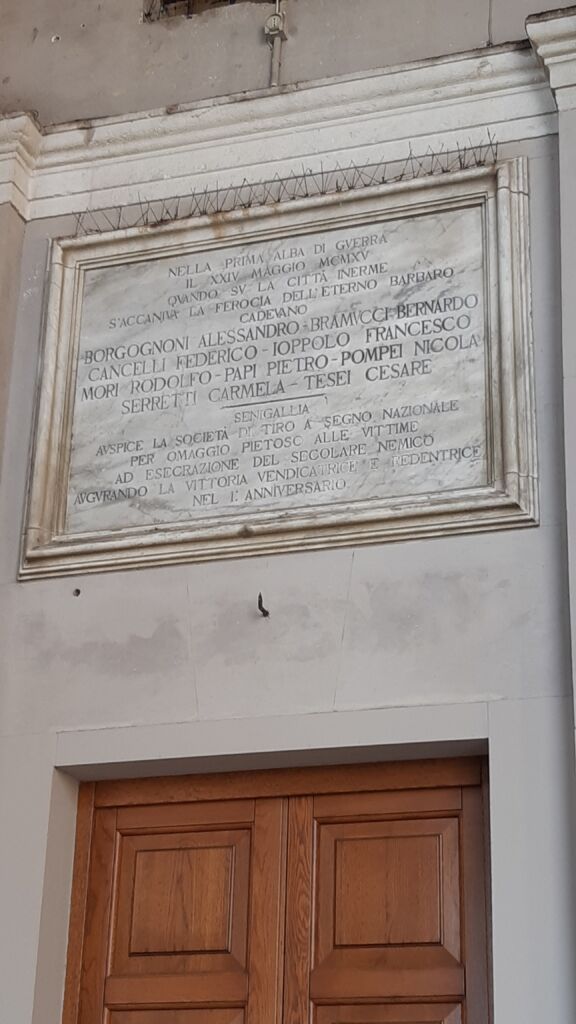 NELLA PRIMA ALBA DI GVERRA
IL XXIV MAGGIO MCMXV
QVANDO SV LA CITTÀ INERME
S'ACCANIVA LA FEROCIA DELL'ETERNO BARBARO
CADEVANO
BORGOGNONI ALESSANDRO - BRAMVCCI BERNARDO
CANCELLI FEDERICO - IOPPOLO FRANCESCO
MORI RODOLFO - PAPI PIETRO - POMPEI NICOLA
SERRETTI CARMELA - TESEI CESARE
SENIGALLIA
AVSPICE LA SOCIETÀ DI TIRO A SEGNO NAZIONALE
PER OMAGGIO PIETOSO ALLE VITTIME
AD ESECRAZIONE DEL SECOLARE NEMICO
AVGVRANDO LA VITTORIA VENDICATRICE E REDENTRICE
NEL I° ANNIVERSARIO